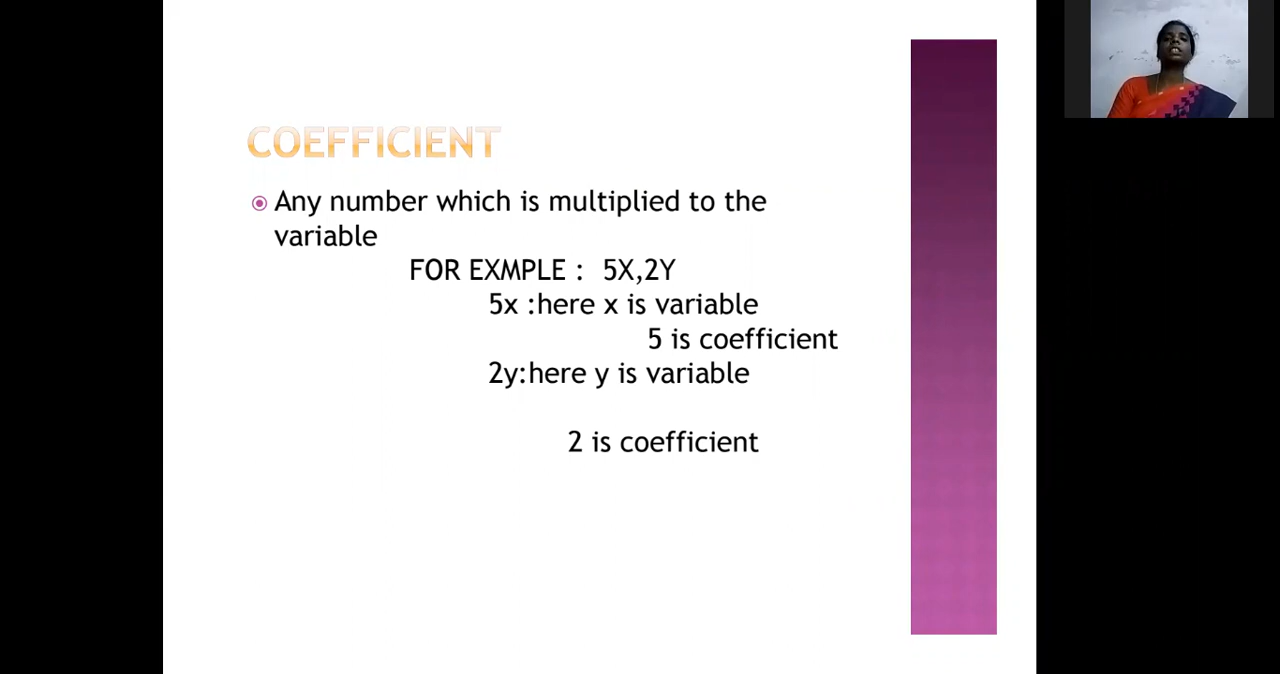 COEFFICIENT
Any number which is multiplied to the
variable
FOR EXMPLE : 5X,2Y
5x :here x is variable
5 is coefficient
2y:here y is variable
2 is coefficient